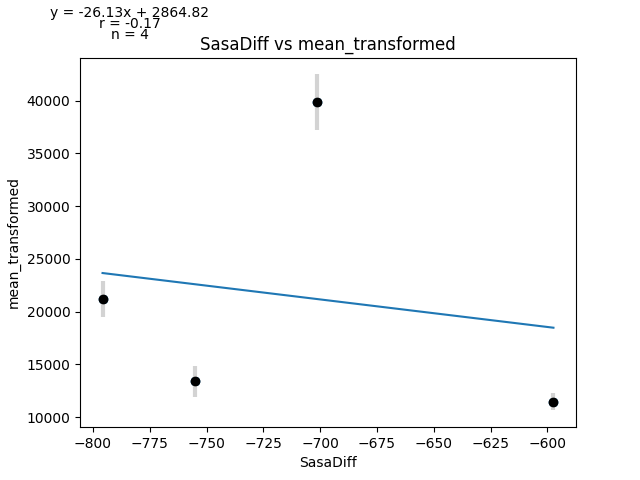 y = -26.13x + 2864.82
r = -0.17
n = 4
SasaDiff vs mean_transformed
40000
35000
30000
25000
20000
15000
10000
mean_transformed
−800
−775
−750
−725
−700
−675
−650
−625
−600
SasaDiff